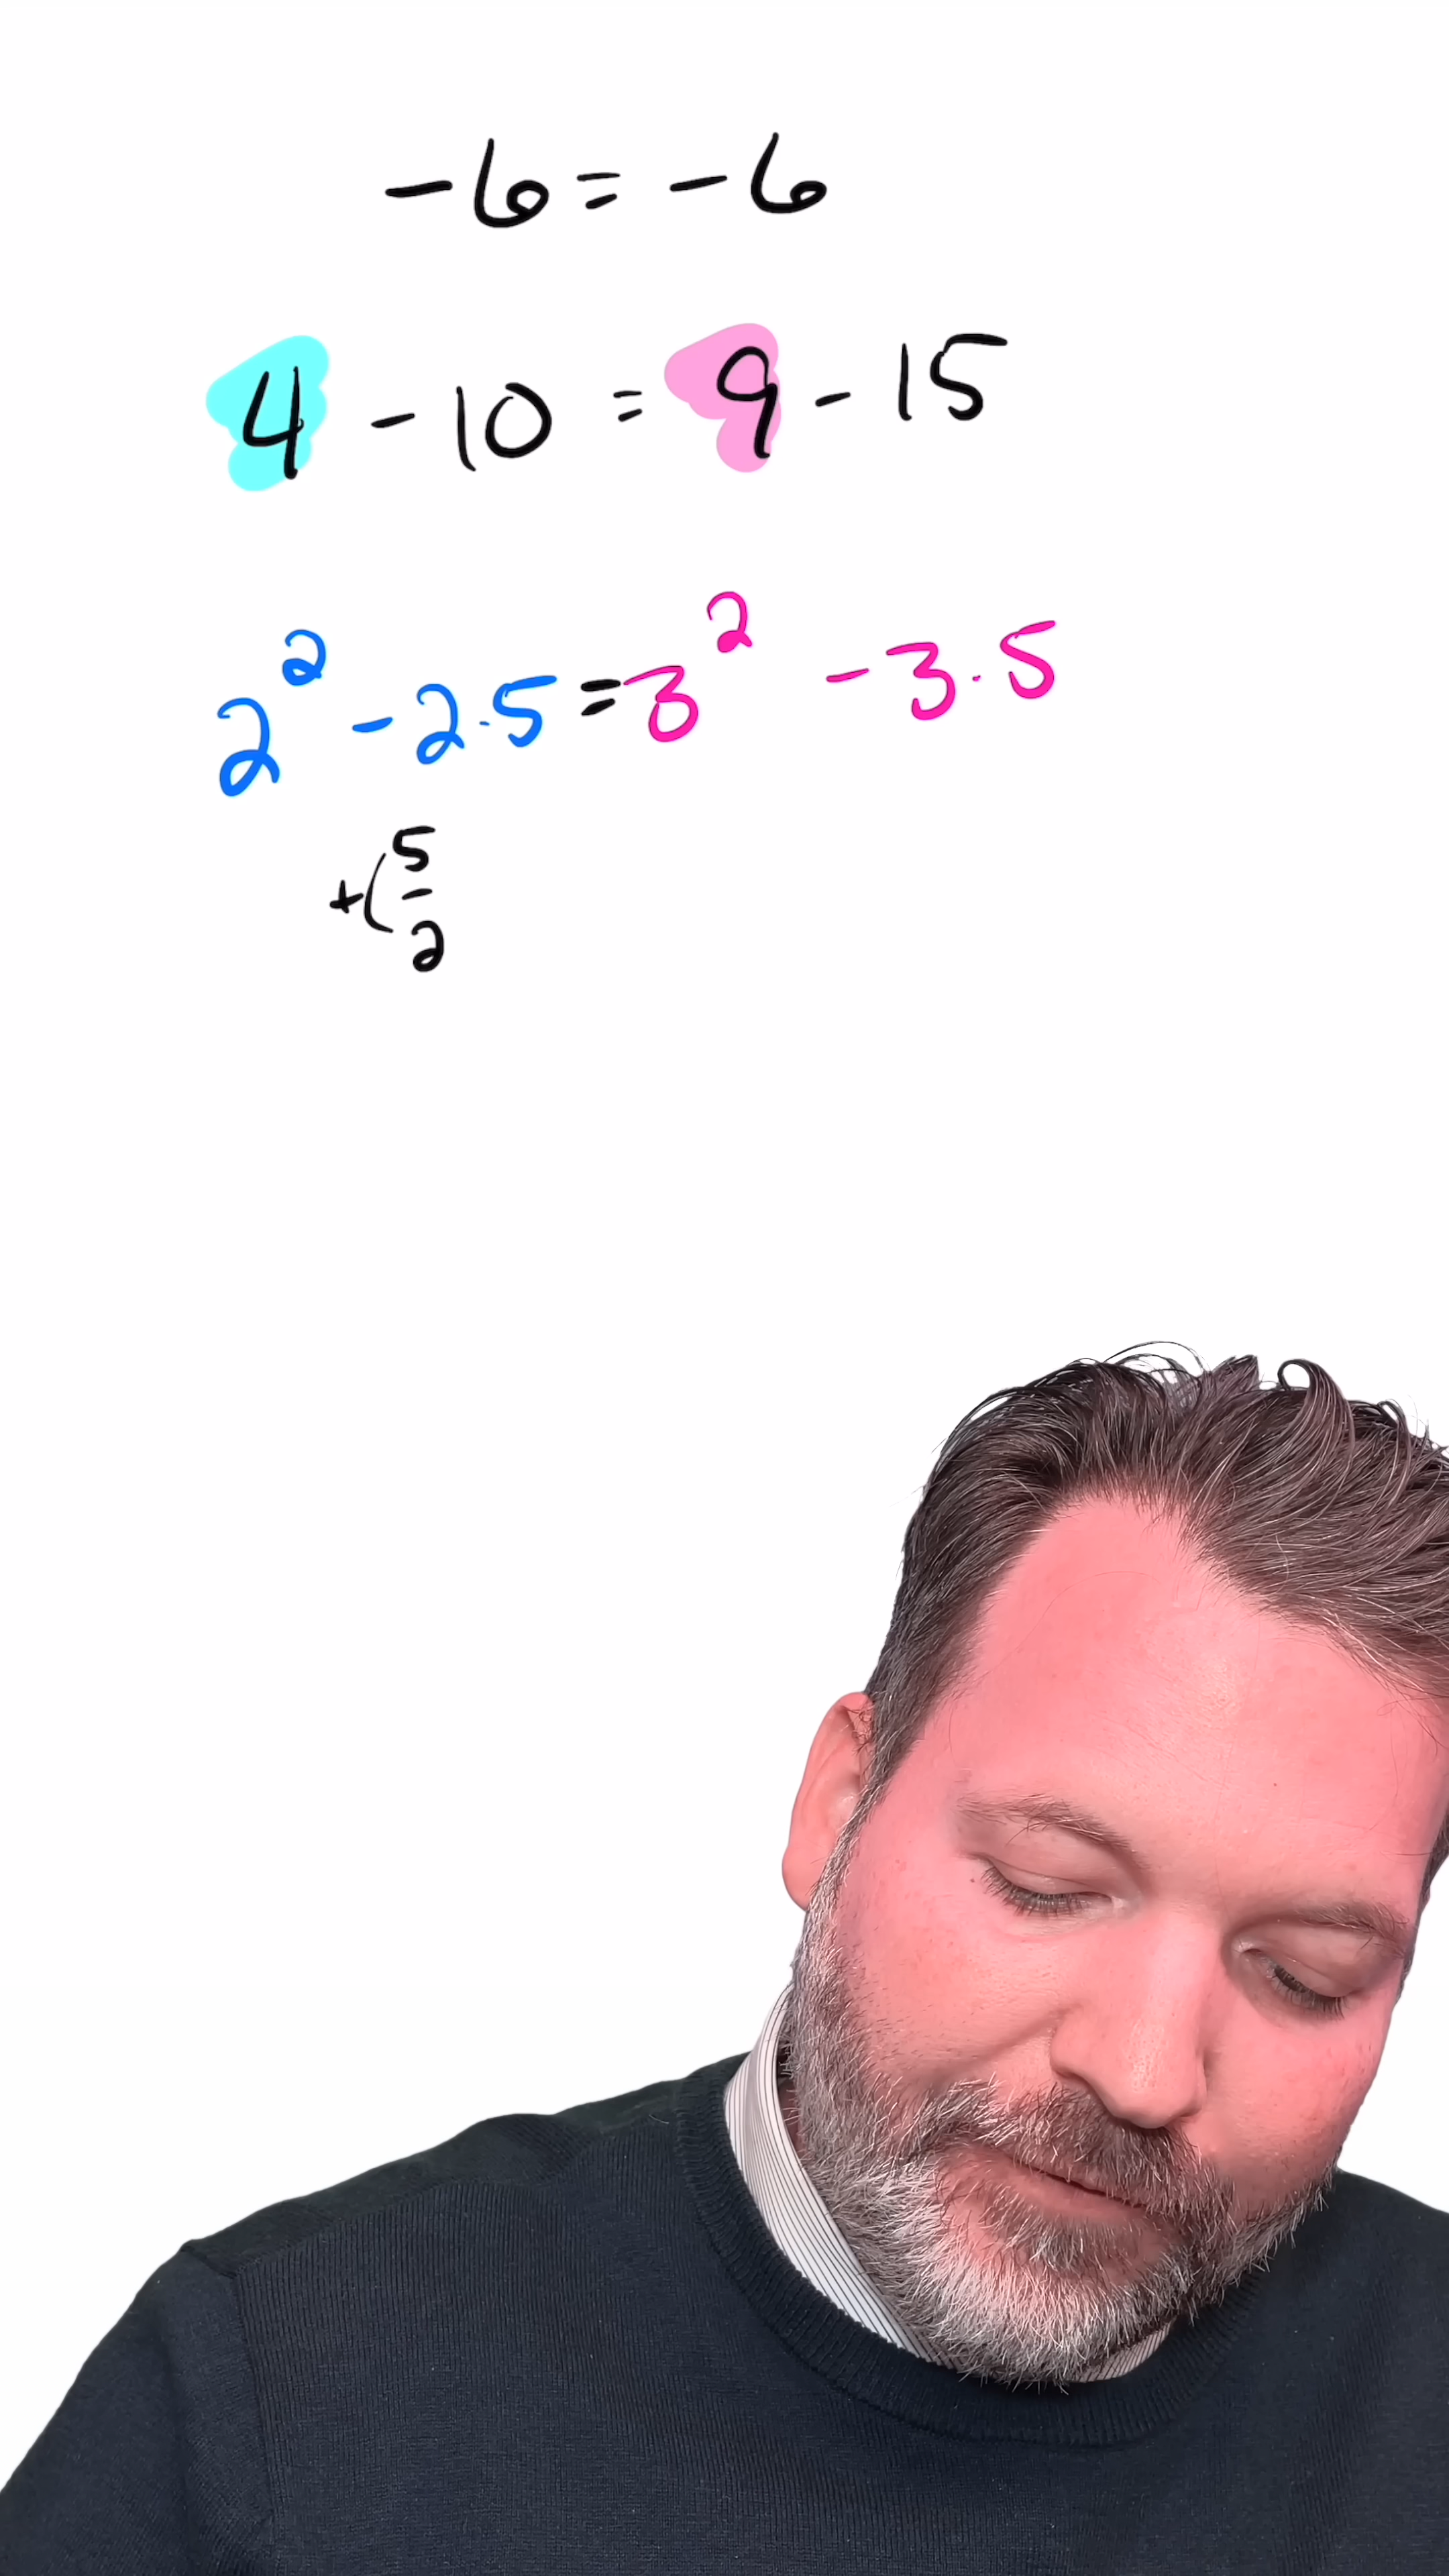 -6 = -6
4 - 10 = 9 - 15
2² - 2·5 = 3² - 3·5
+(5/2